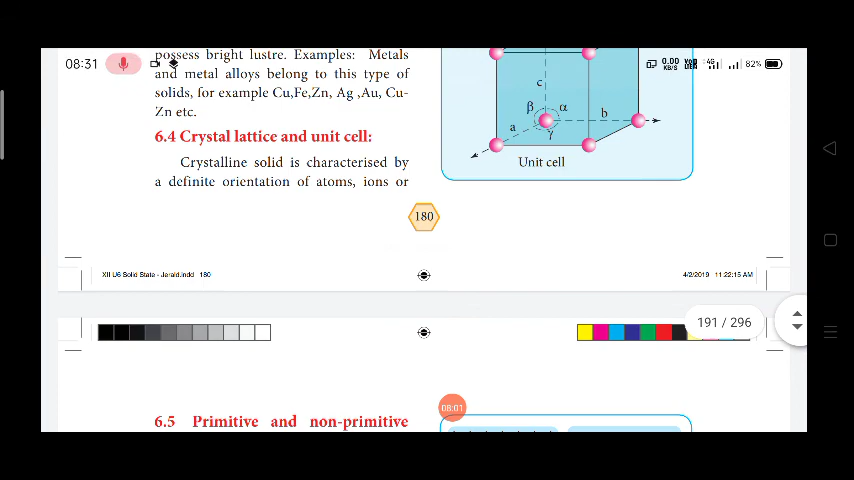 possess bright lustre. Examples: Metals
08:31
0.00 KB/S
4G
82%
and metal alloys belong to this type of
solids, for example Cu,Fe,Zn, Ag ,Au, Cu-
Zn etc.
6.4 Crystal lattice and unit cell:
Crystalline solid is characterised by
a definite orientation of atoms, ions or
c
β
α
a
b
γ
Unit cell
180
XII U6 Solid State - Jerald.indd 180
4/2/2019 11:22:15 AM
191 / 296
08:01
6.5 Primitive and non-primitive